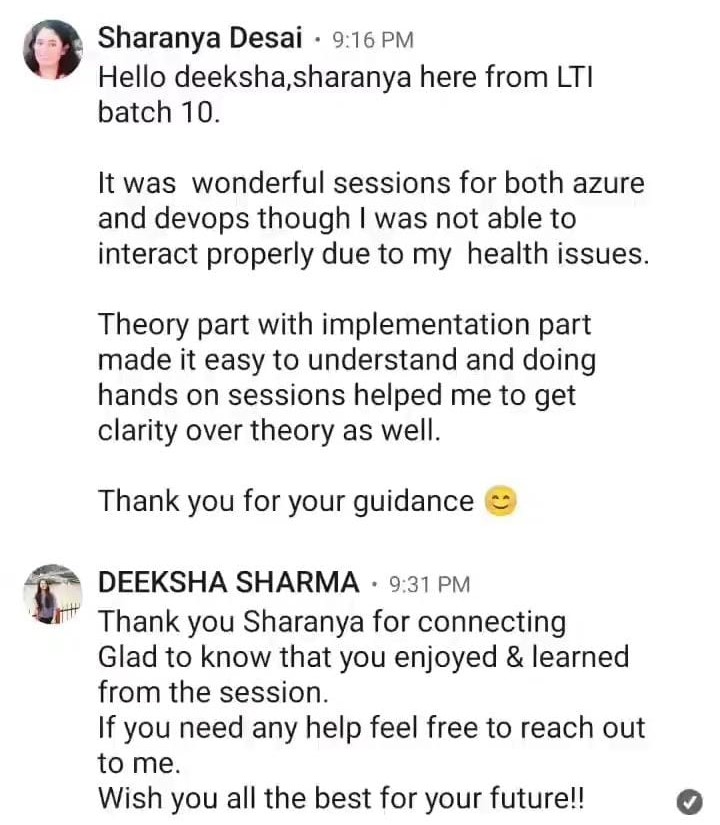 Sharanya Desai • 9:16 PM
Hello deeksha,sharanya here from LTI
batch 10.
It was  wonderful sessions for both azure
and devops though I was not able to
interact properly due to my  health issues.
Theory part with implementation part
made it easy to understand and doing
hands on sessions helped me to get
clarity over theory as well.
Thank you for your guidance 😊
DEEKSHA SHARMA • 9:31 PM
Thank you Sharanya for connecting
Glad to know that you enjoyed & learned
from the session.
If you need any help feel free to reach out
to me.
Wish you all the best for your future!!